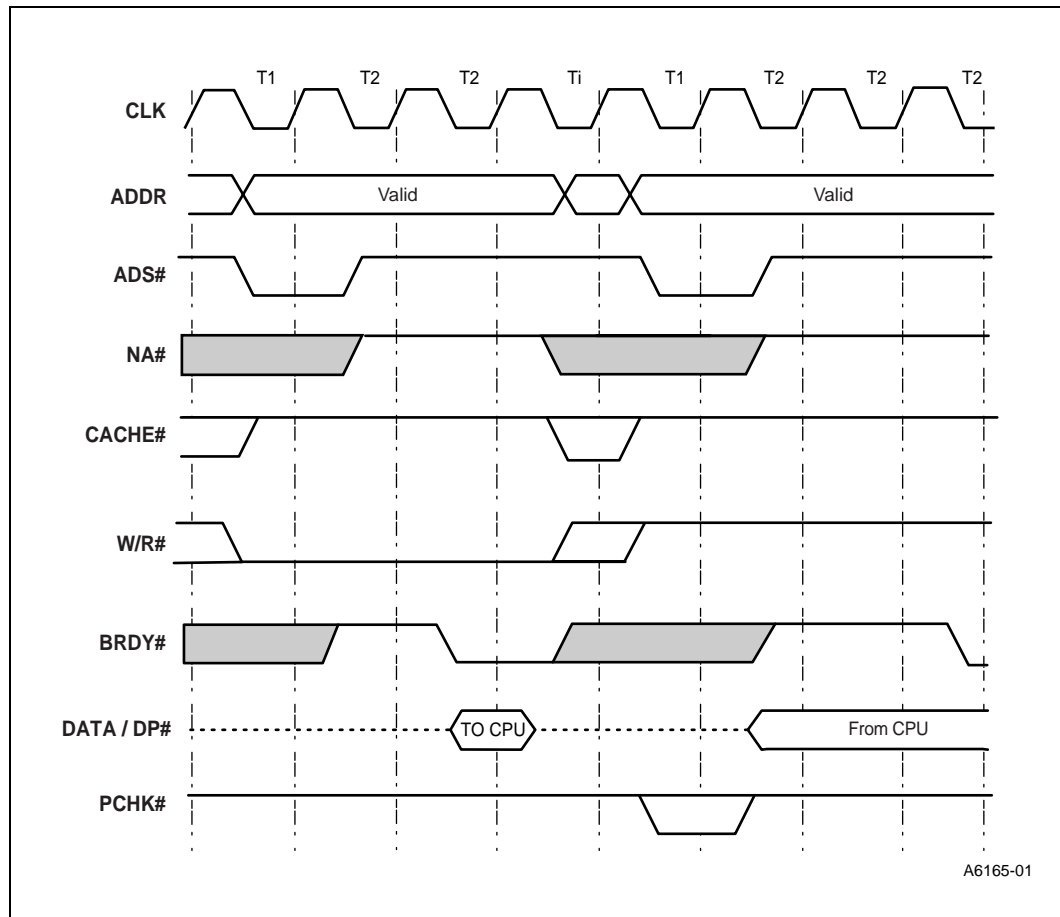 T1 T2 T2 Ti T1 T2 T2 T2
CLK
ADDR Valid Valid
ADS#
NA#
CACHE#
W/R#
BRDY#
DATA / DP# TO CPU From CPU
PCHK#
A6165-01